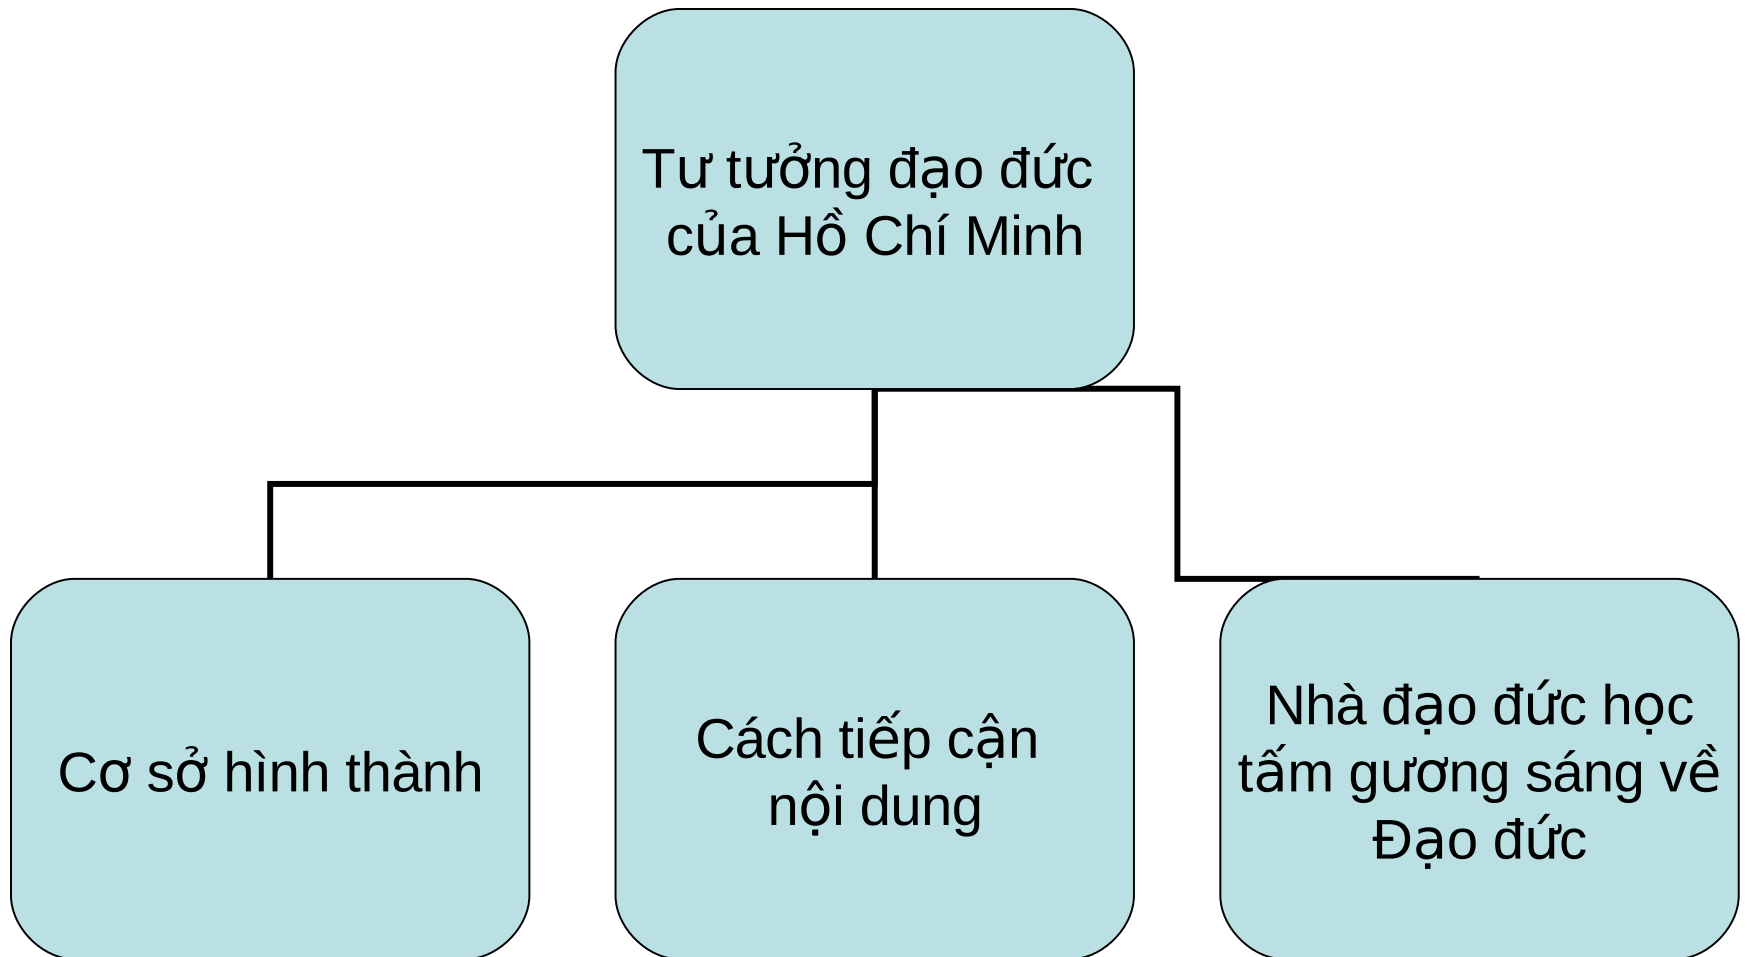 Tư tưởng đạo đức
của Hồ Chí Minh
Cơ sở hình thành
Cách tiếp cận
nội dung
Nhà đạo đức học
tấm gương sáng về
Đạo đức